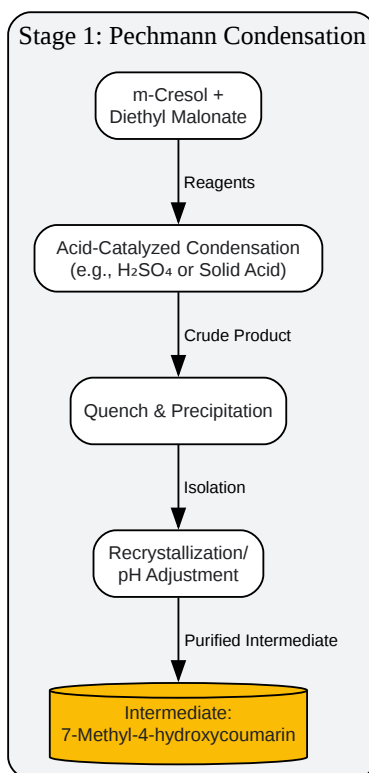 Stage 1: Pechmann Condensation
m-Cresol +
Diethyl Malonate
Reagents
Acid-Catalyzed Condensation
(e.g., H₂SO₄ or Solid Acid)
Crude Product
Quench & Precipitation
Isolation
Recrystallization/
pH Adjustment
Purified Intermediate
Intermediate:
7-Methyl-4-hydroxycoumarin